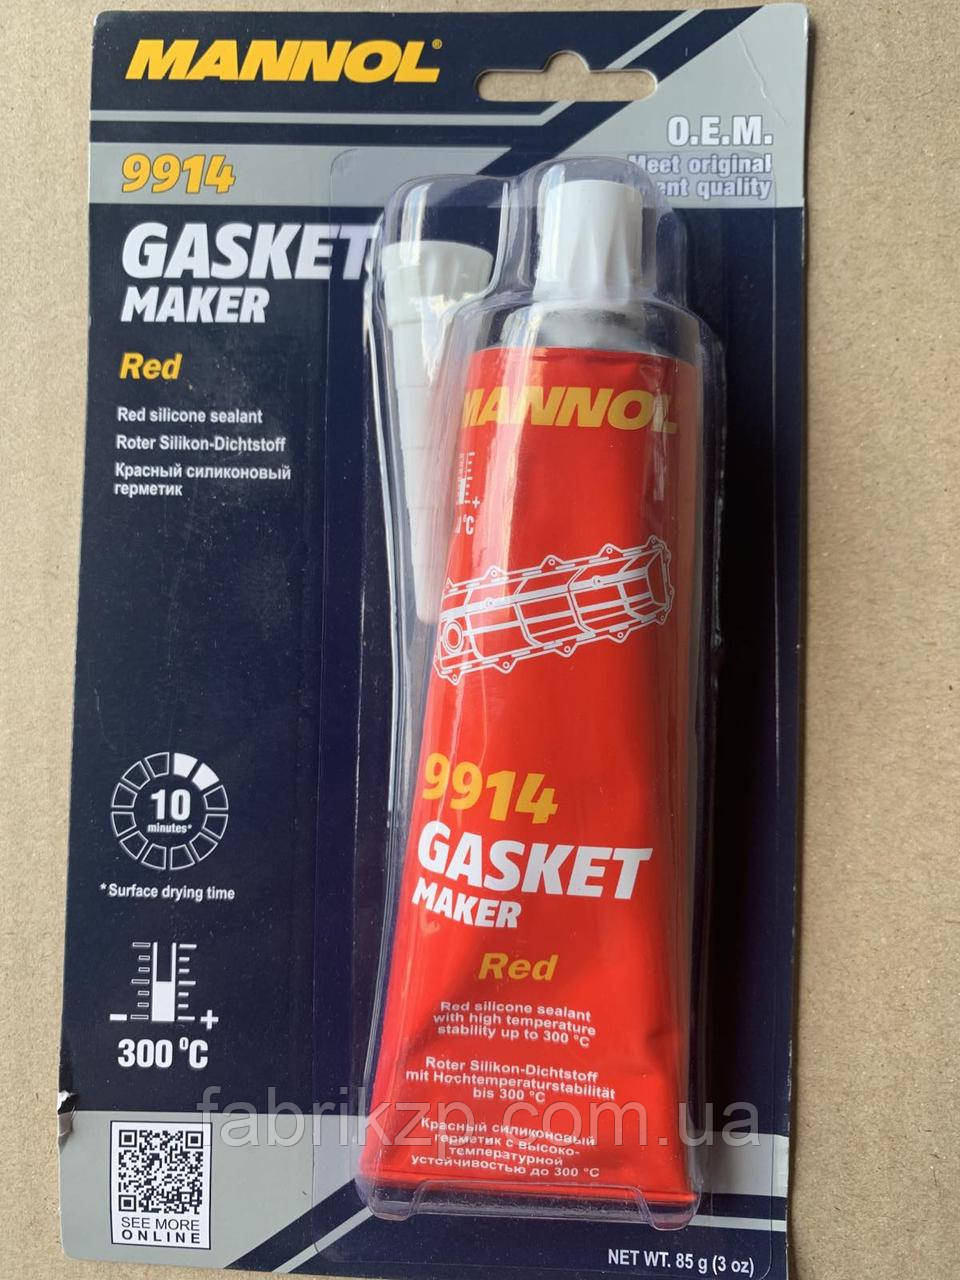 MANNOL®
9914
GASKET
MAKER
Red
Red silicone sealant
Roter Silikon-Dichtstoff
Красный силиконовый
герметик
O.E.M.
Meet original
quality
10
minutes*
* Surface drying time
- +
300 °C
SEE MORE
ONLINE
MANNOL
+
°C
9914
GASKET
MAKER
Red
Red silicone sealant
with high temperature
stability up to 300 °C
Roter Silikon-Dichtstoff
mit Hochtemperaturstabilität
bis 300 °C
Красный силиконовый
герметик с высоко-
температурной
устойчивостью до 300 °C
NET WT. 85 g (3 oz)
fabrikzp.com.ua